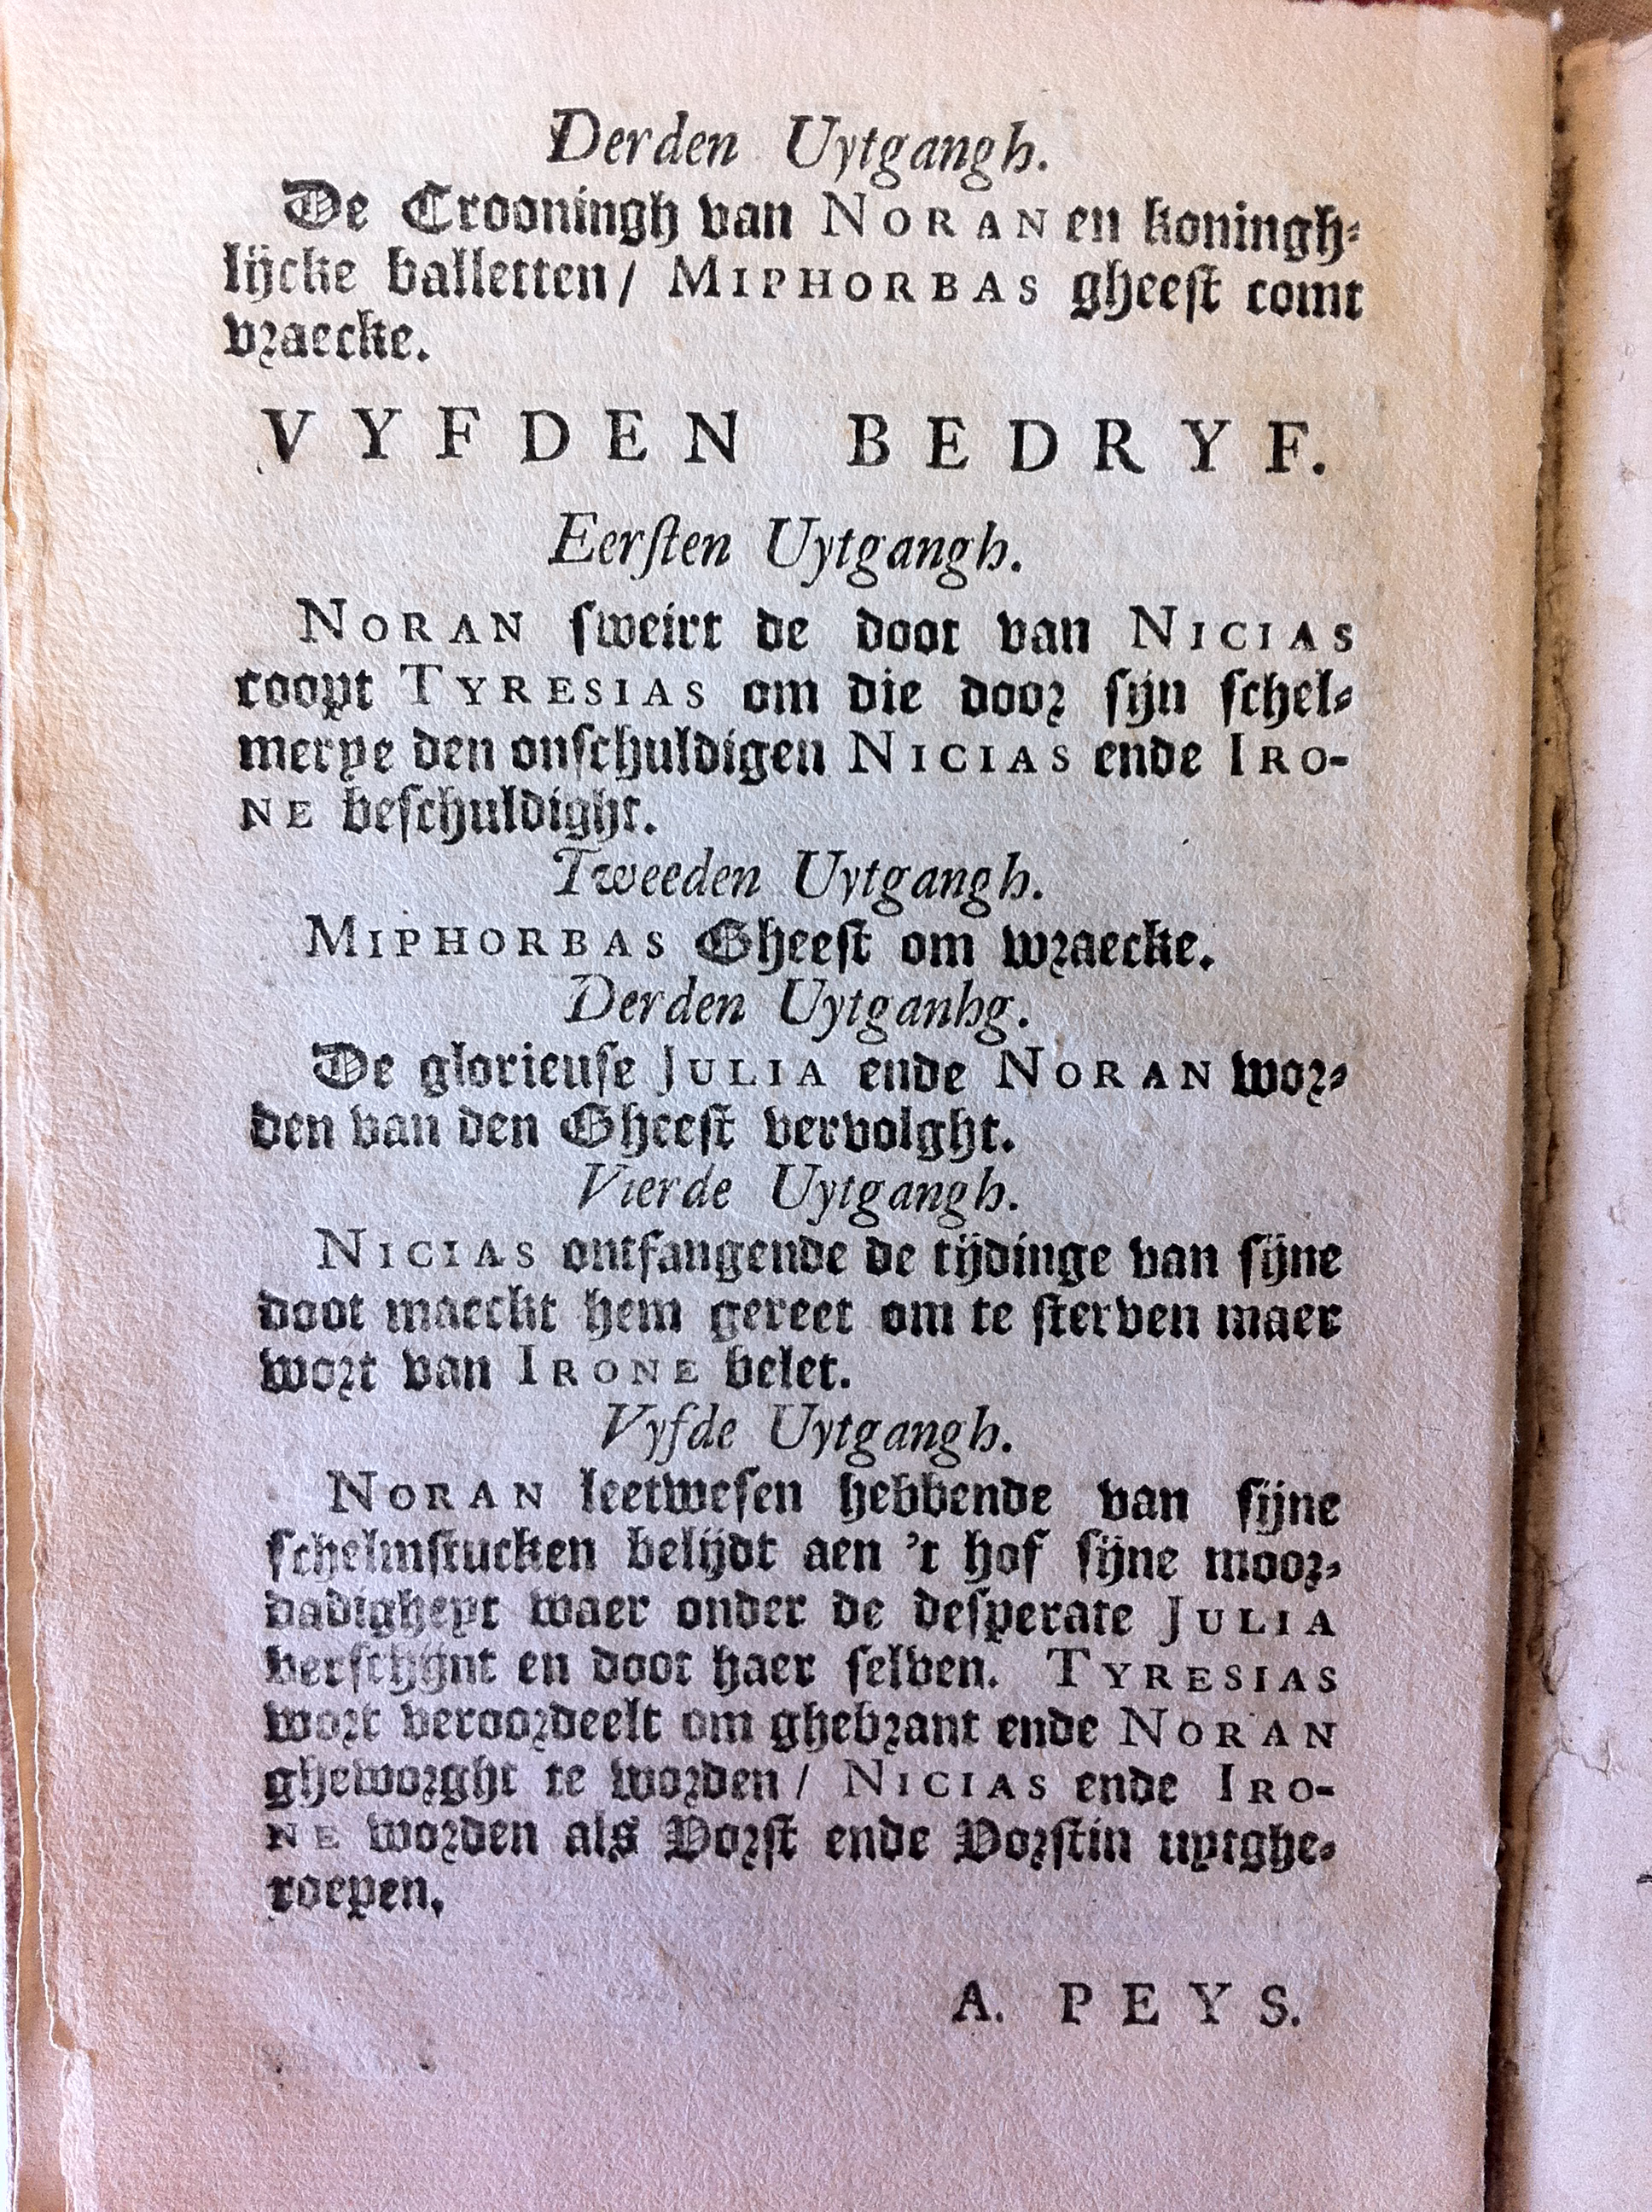 Derden Uytgangh.
De Crooningh van NORAN en koningh-
lijcke balletten/ MIPHORBAS gheest comt
vraecke.
VYFDEN BEDRYF.
Eersten Uytgangh.
NORAN sweirt de doot van NICIAS
roopt TYRESIAS om die door sijn schel-
merye den onschuldigen NICIAS ende IRO-
NE beschuldight.
Tweeden Uytgangh.
MIPHORBAS Gheest om wraecke.
Derden Uytganhg.
De glorieuse JULIA ende NORAN wor-
den van den Gheest vervolght.
Vierde Uytgangh.
NICIAS ontfangende de tijdinge van sijne
doot maeckt hem gereet om te sterven maer
wort van IRONE belet.
Vyfde Uytgangh.
NORAN leetwesen hebbende van sijne
schelmstucken belijdt aen 't hof sijne moor-
dadigheyt waer onder de desperate JULIA
verschijnt en doot haer selven. TYRESIAS
wort veroordeelt om ghebrant ende NORAN
gheworght te worden/ NICIAS ende IRO-
NE worden als Vorst ende Vorstin uytghe-
roepen.
A. PEYS.